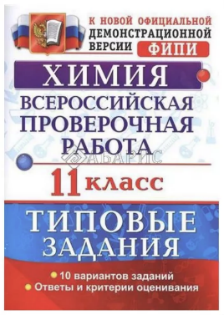 К НОВОЙ ОФИЦИАЛЬНОЙ
ДЕМОНСТРАЦИОННОЙ
ВЕРСИИ ФИПИ
ХИМИЯ
ВСЕРОССИЙСКАЯ
ПРОВЕРОЧНАЯ
РАБОТА
11 КЛАСС
ТИПОВЫЕ
ЗАДАНИЯ
• 10 вариантов заданий
• Ответы и критерии оценивания